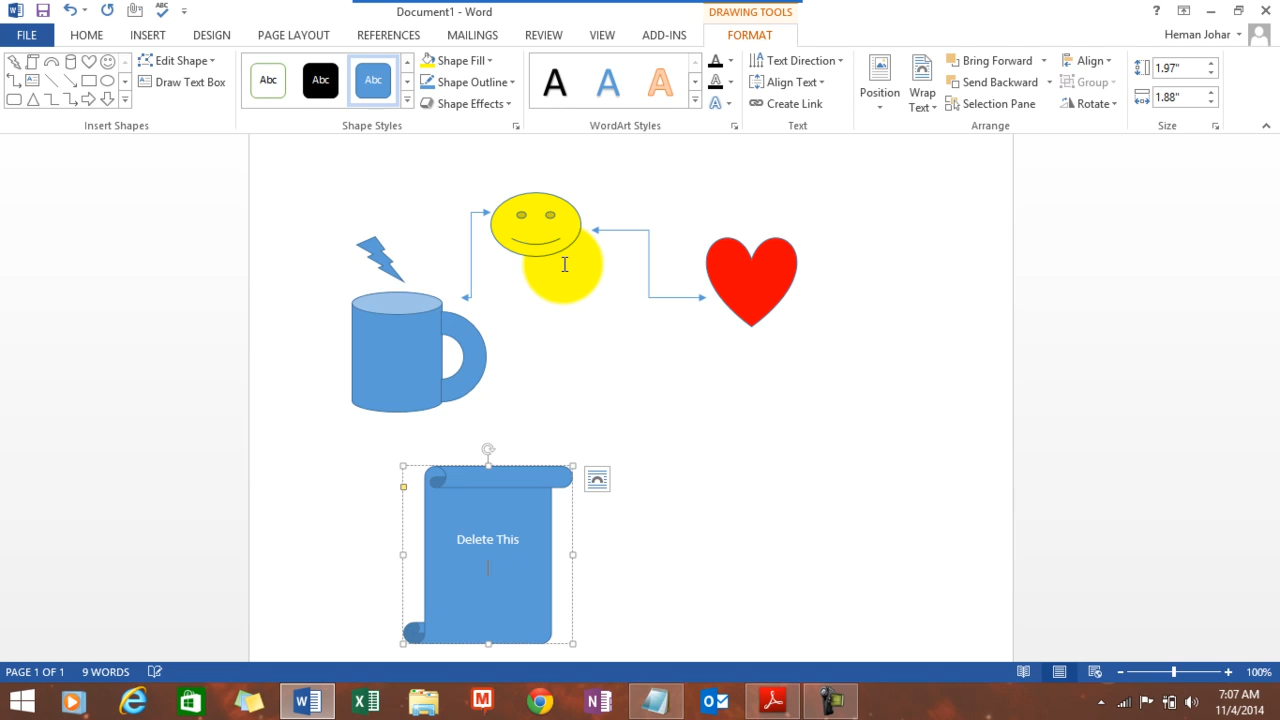 ABC
Document1 - Word
DRAWING TOOLS
?
FILE
HOME
INSERT
DESIGN
PAGE LAYOUT
REFERENCES
MAILINGS
REVIEW
VIEW
ADD-INS
FORMAT
Heman Johar
Edit Shape
Draw Text Box
Insert Shapes
Abc
Abc
Abc
Shape Fill
Shape Outline
Shape Effects
Shape Styles
A
A
A
A
A
A
WordArt Styles
Text Direction
Align Text
Create Link
Text
Position
Wrap
Text
Bring Forward
Send Backward
Selection Pane
Align
Group
Rotate
Arrange
1.97"
1.88"
Size
Delete This
PAGE 1 OF 1
9 WORDS
100%
7:07 AM
11/4/2014